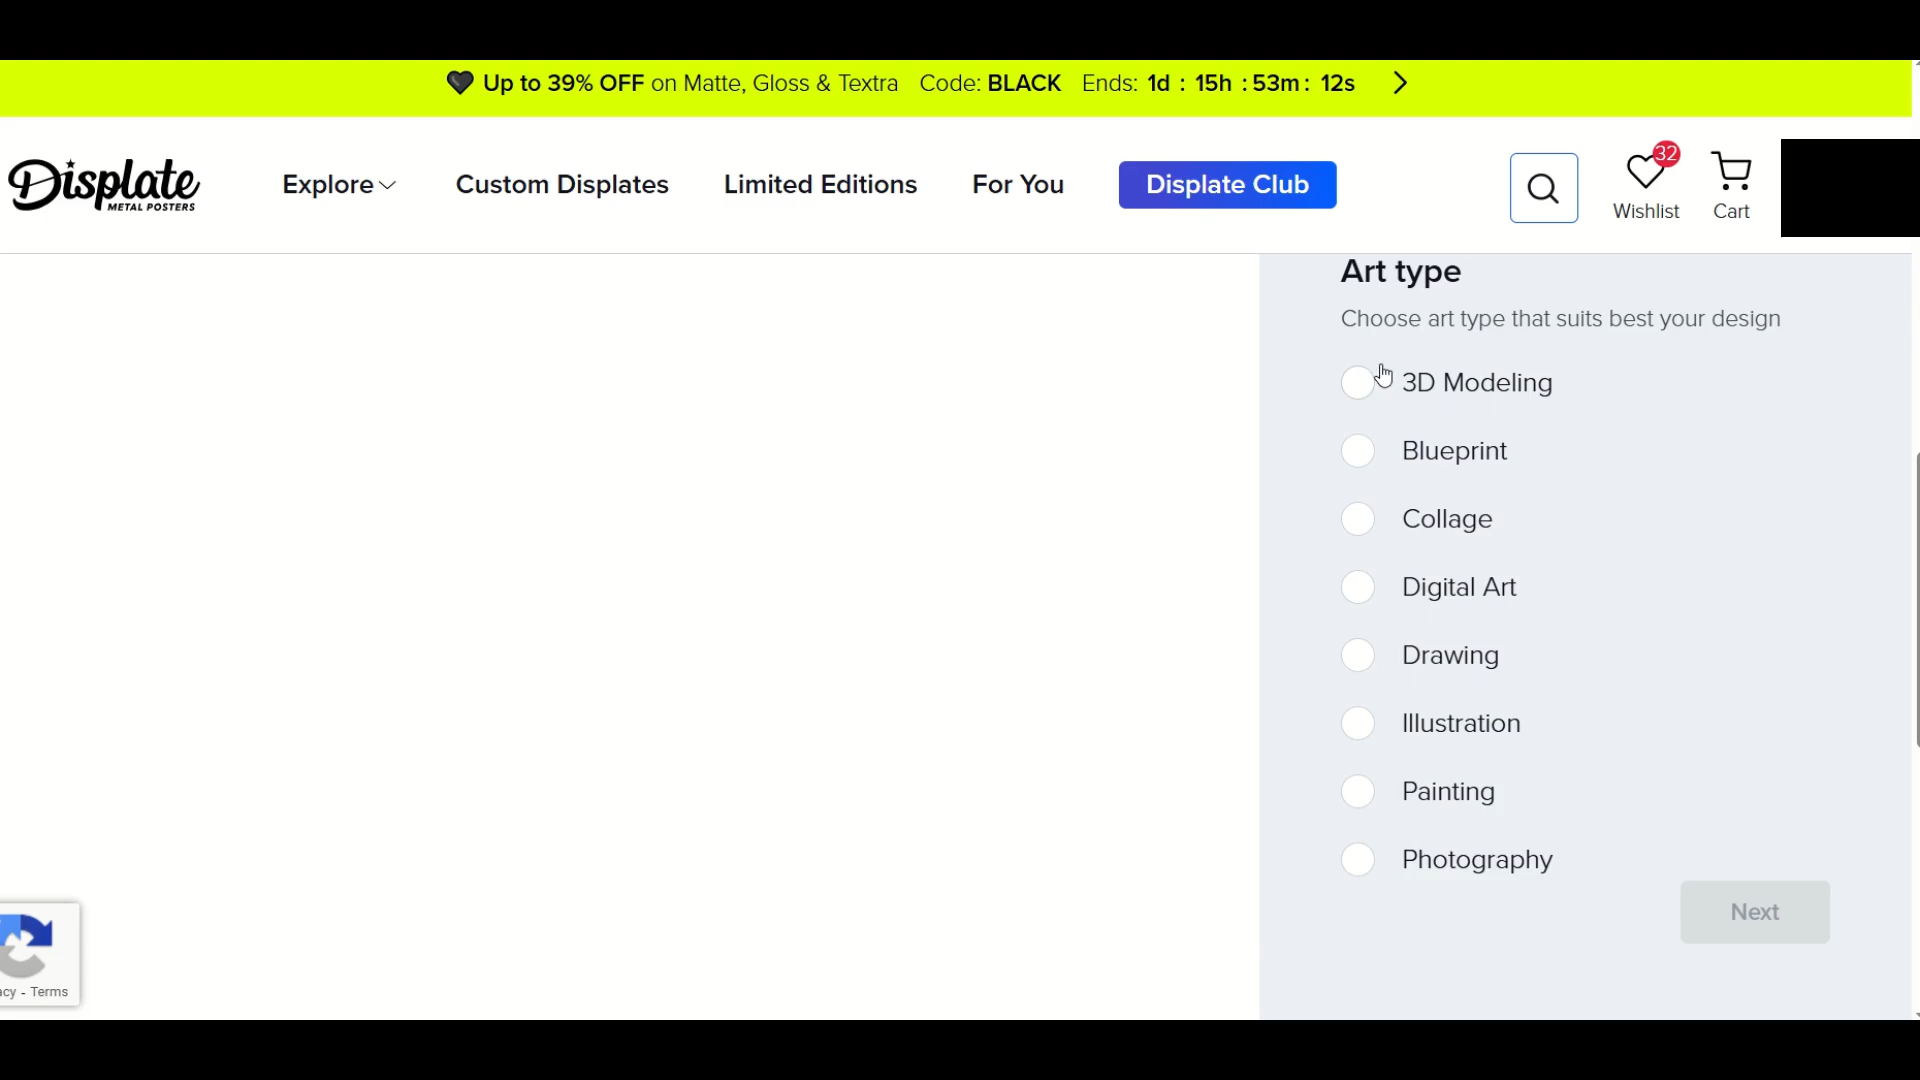 🖤 Up to 39% OFF on Matte, Gloss & Textra Code: BLACK Ends: 1d : 15h : 53m : 12s
Displate
METAL POSTERS
Explore
Custom Displates
Limited Editions
For You
Displate Club
32
Wishlist
Cart
Art type
Choose art type that suits best your design
3D Modeling
Blueprint
Collage
Digital Art
Drawing
Illustration
Painting
Photography
Next
acy - Terms